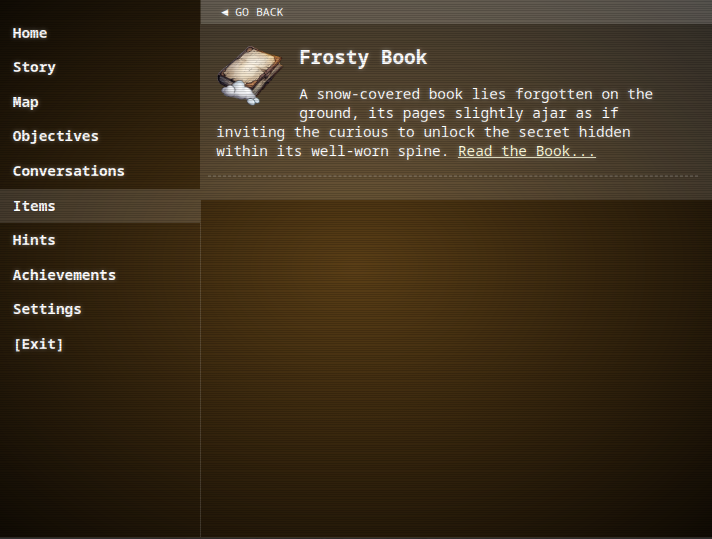 ◄ GO BACK
Home
Story
Map
Objectives
Conversations
Items
Hints
Achievements
Settings
[Exit]
Frosty Book
A snow-covered book lies forgotten on the
ground, its pages slightly ajar as if
inviting the curious to unlock the secret hidden
within its well-worn spine. Read the Book...